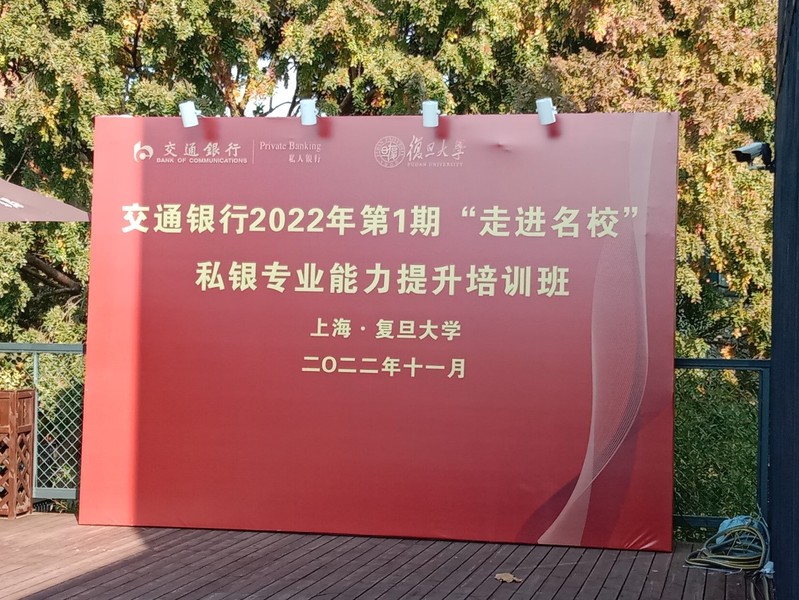 交通銀行
BANK OF COMMUNICATIONS
Private Banking
私人银行
復旦大學
FUDAN UNIVERSITY
交通银行2022年第1期“走进名校”
私银专业能力提升培训班
上海·复旦大学
二〇二二年十一月